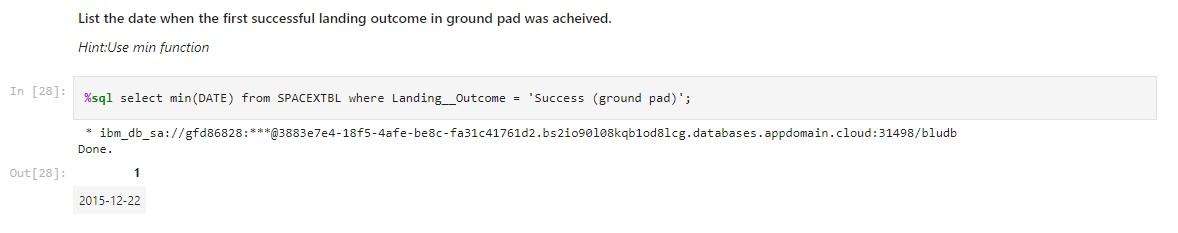 List the date when the first successful landing outcome in ground pad was acheived.
Hint:Use min function
In [28]: %sql select min(DATE) from SPACEXTBL where Landing__Outcome = 'Success (ground pad)';
* ibm_db_sa://gfd86828:***@3883e7e4-18f5-4afe-be8c-fa31c41761d2.bs2io90l08kqb1od8lcg.databases.appdomain.cloud:31498/bludb
Done.
Out[28]: 1
2015-12-22